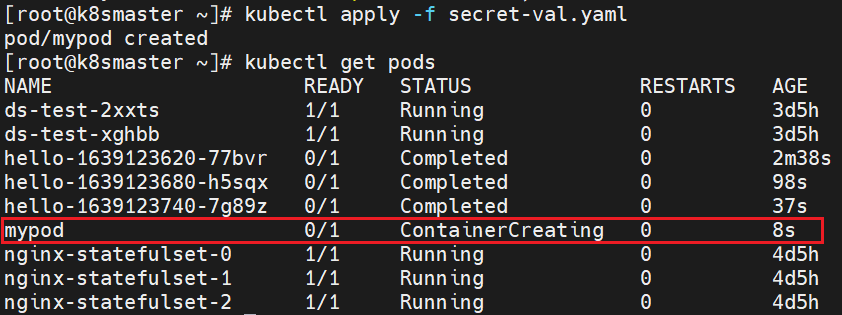 [root@k8smaster ~]# kubectl apply -f secret-val.yaml
pod/mypod created
[root@k8smaster ~]# kubectl get pods
NAME READY STATUS RESTARTS AGE
ds-test-2xxts 1/1 Running 0 3d5h
ds-test-xghbb 1/1 Running 0 3d5h
hello-1639123620-77bvr 0/1 Completed 0 2m38s
hello-1639123680-h5sqx 0/1 Completed 0 98s
hello-1639123740-7g89z 0/1 Completed 0 37s
mypod 0/1 ContainerCreating 0 8s
nginx-statefulset-0 1/1 Running 0 4d5h
nginx-statefulset-1 1/1 Running 0 4d5h
nginx-statefulset-2 1/1 Running 0 4d5h